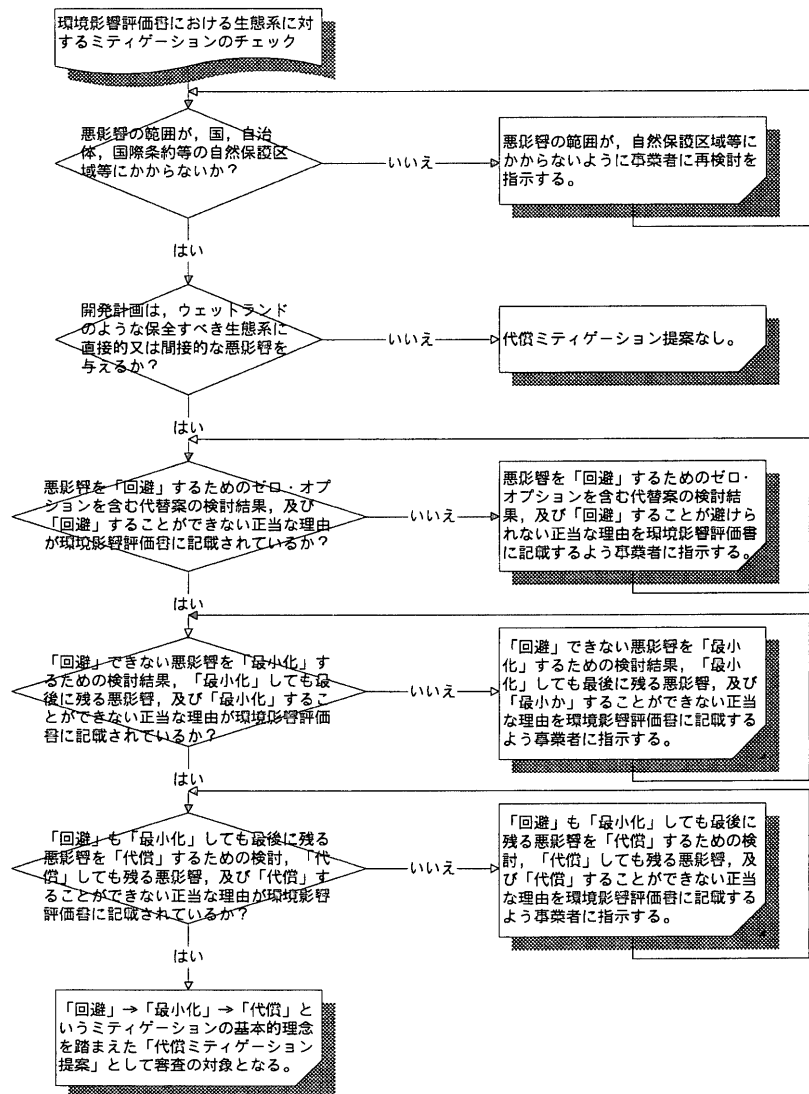 環境影響評価書における生態系に対
するミティゲーションのチェック
悪影響の範囲が，国，自治
体，国際条約等の自然保護区
域等にかからないか？
いいえ
悪影響の範囲が，自然保護区域等に
かからないように事業者に再検討を
指示する。
はい
開発計画は，ウェットランド
のような保全すべき生態系に
直接的又は間接的な悪影響を
与えるか？
いいえ
代償ミティゲーション提案なし。
はい
悪影響を「回避」するためのゼロ・オプ
ションを含む代替案の検討結果，及び
「回避」することができない正当な理由
が環境影響評価書に記載されているか？
いいえ
悪影響を「回避」するためのゼロ・
オプションを含む代替案の検討結
果，及び「回避」することが避けら
れない正当な理由を環境影響評価書
に記載するよう事業者に指示する。
はい
「回避」できない悪影響を「最小化」す
るための検討結果，「最小化」しても最
後に残る悪影響，及び「最小化」するこ
とができない正当な理由が環境影響評価
書に記載されているか？
いいえ
「回避」できない悪影響を「最小
化」するための検討結果，「最小
化」しても最後に残る悪影響，及び
「最小か」することができない正当
な理由を環境影響評価書に記載する
よう事業者に指示する。
はい
「回避」も「最小化」しても最後に残る
悪影響を「代償」するための検討，「代
償」しても残る悪影響，及び「代償」す
ることができない正当な理由が環境影響
評価書に記載されているか？
いいえ
「回避」も「最小化」しても最後に
残る悪影響を「代償」するための検
討，「代償」しても残る悪影響，及
び「代償」することができない正当
な理由を環境影響評価書に記載する
よう事業者に指示する。
はい
「回避」→「最小化」→「代償」と
いうミティゲーションの基本的理念
を踏まえた「代償ミティゲーション
提案」として審査の対象となる。